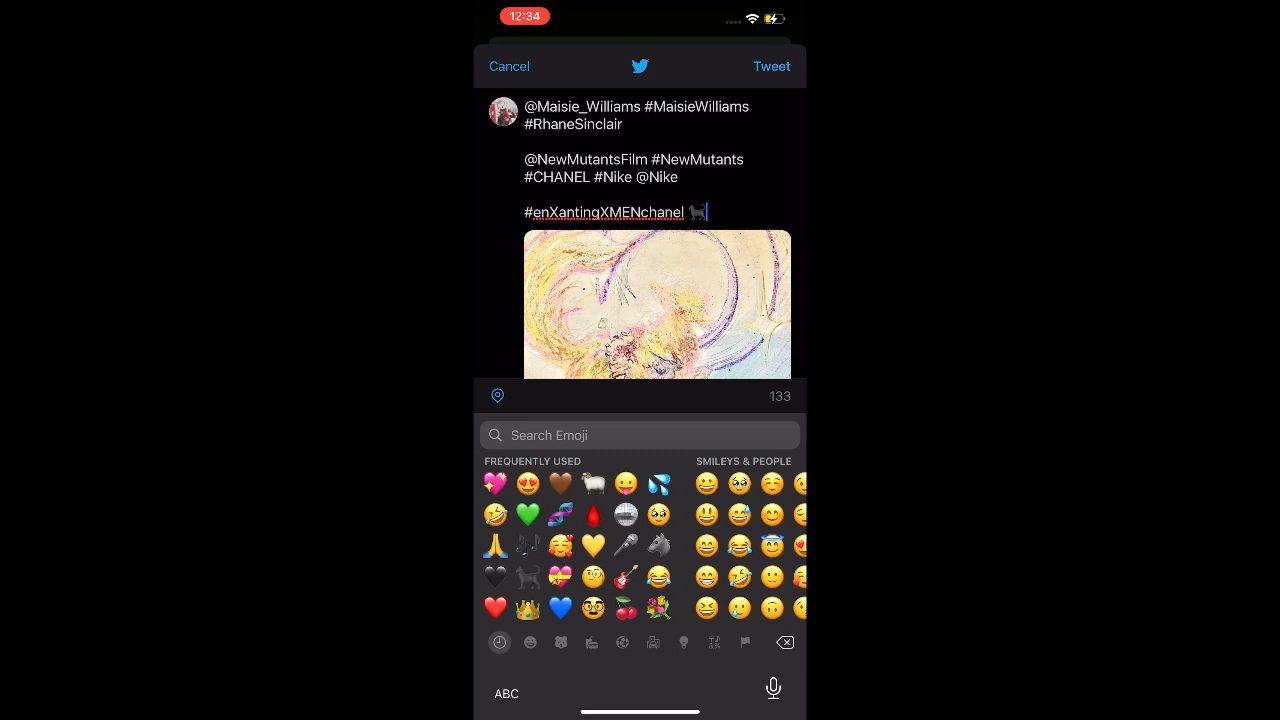 12:34
Cancel
Tweet
@Maisie_Williams #MaisieWilliams
#RhaneSinclair
@NewMutantsFilm #NewMutants
#CHANEL #Nike @Nike
#enXantingXMENchanel 🐈‍⬛
133
Search Emoji
FREQUENTLY USED
SMILEYS & PEOPLE
ABC